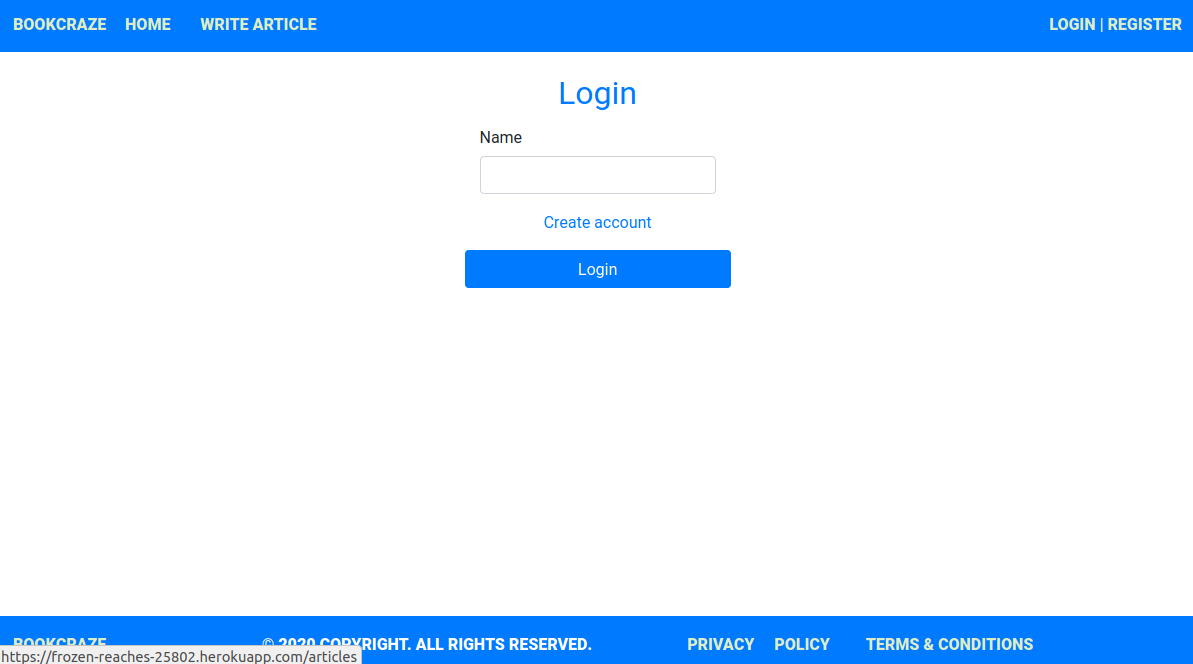 BOOKCRAZE HOME WRITE ARTICLE LOGIN | REGISTER
Login
Name
Create account
Login
BOOKCRAZE © 2020 COPYRIGHT. ALL RIGHTS RESERVED. PRIVACY POLICY TERMS & CONDITIONS
https://frozen-reaches-25802.herokuapp.com/articles